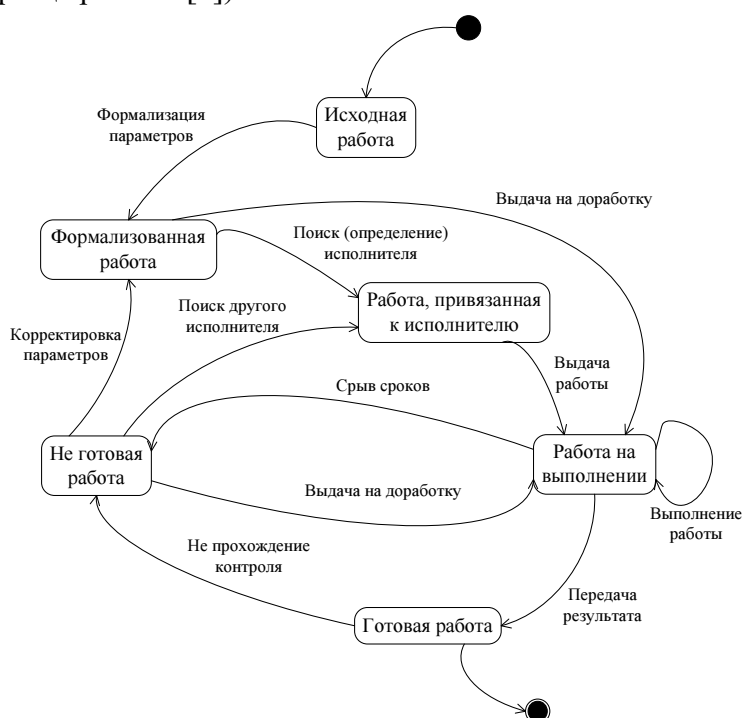 Исходная
работа
Формализация
параметров
Выдача на доработку
Формализованная
работа
Поиск (определение)
исполнителя
Работа, привязанная
к исполнителю
Поиск другого
исполнителя
Корректировка
параметров
Выдача
работы
Срыв сроков
Не готовая
работа
Работа на
выполнении
Выдача на доработку
Выполнение
работы
Не прохождение
контроля
Передача
результата
Готовая работа